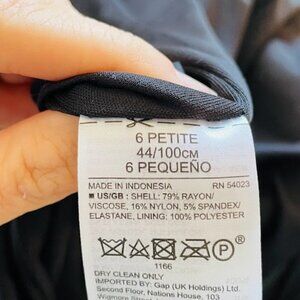 6 PETITE
44/100CM
6 PEQUEÑO
MADE IN INDONESIA RN 54023
■ US/GB : SHELL: 79% RAYON/
VISCOSE, 16% NYLON, 5% SPANDEX/
ELASTANE, LINING: 100% POLYESTER
P
1166
DRY CLEAN ONLY
IMPORTED BY: Gap (UK Holdings) Ltd
Second Floor, Nations House, 103
Wigmore Street